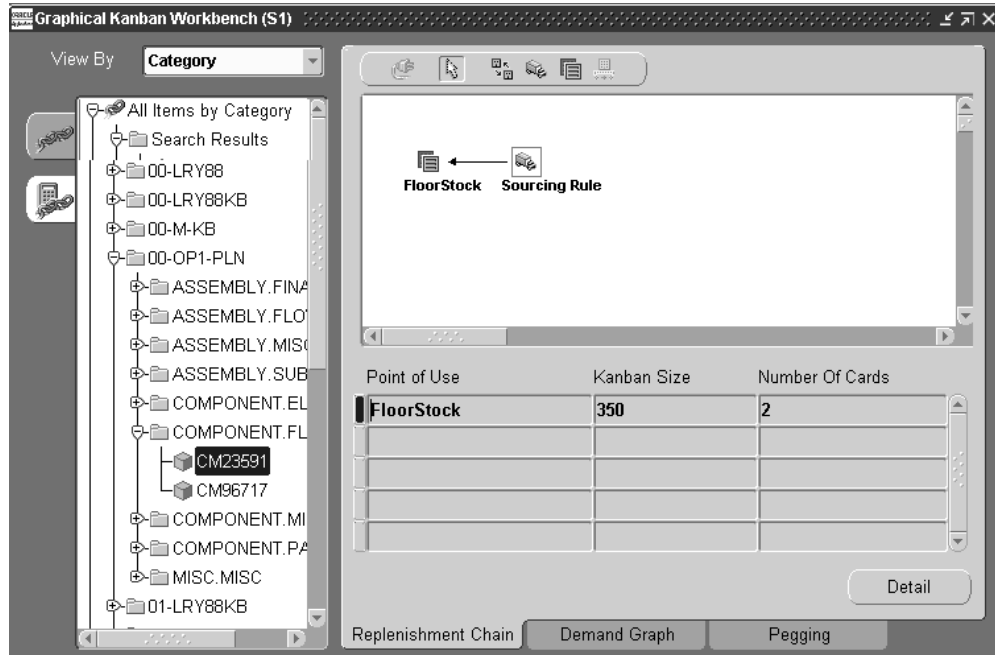 Graphical Kanban Workbench (S1)
View By
Category
All Items by Category
Search Results
00-LRY88
00-LRY88KB
00-M-KB
00-OP1-PLN
ASSEMBLY.FINA
ASSEMBLY.FLO
ASSEMBLY.MISC
ASSEMBLY.SUB
COMPONENT.EL
COMPONENT.FL
CM23591
CM96717
COMPONENT.MI
COMPONENT.PA
MISC.MISC
01-LRY88KB
FloorStock
Sourcing Rule
Point of Use
Kanban Size
Number Of Cards
FloorStock
350
2
Detail
Replenishment Chain
Demand Graph
Pegging